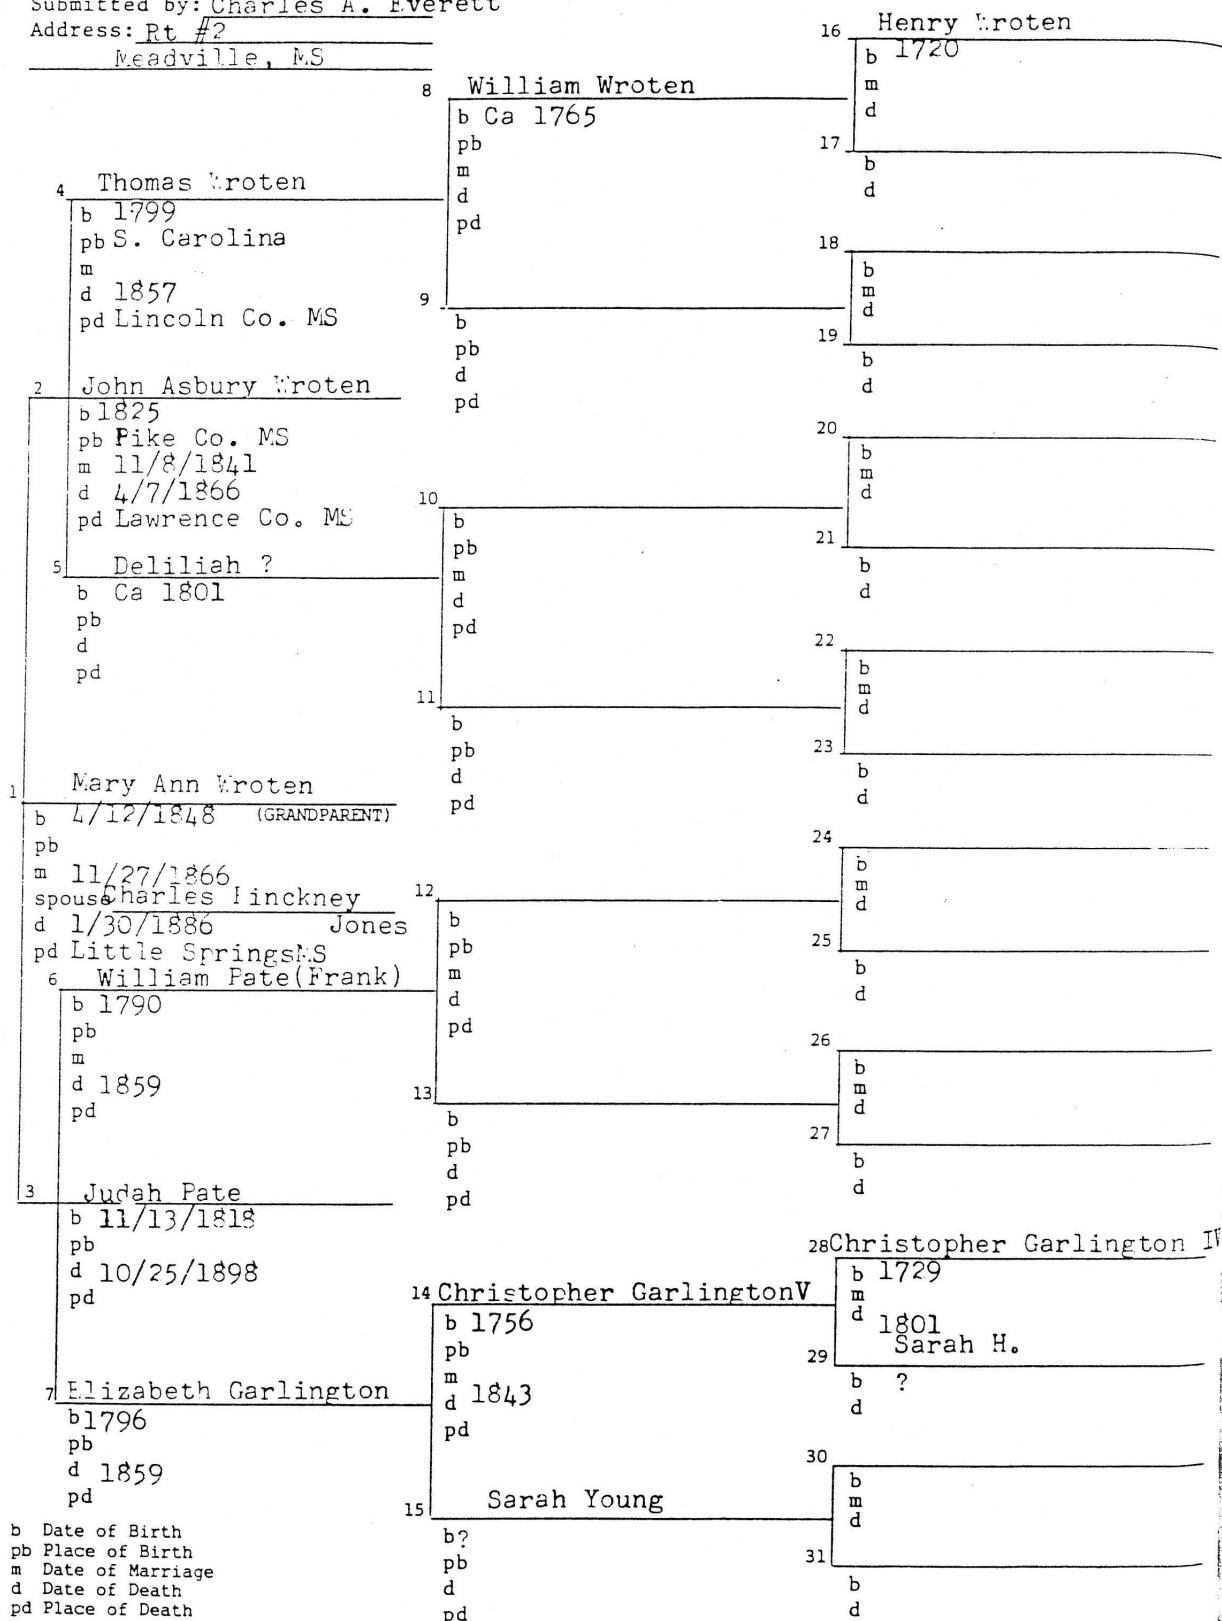 Submitted by: Charles A. Everett
Address: Rt #2
Meadville, MS
4 Thomas Wroten
b 1799
pb S. Carolina
m
d 1857
pd Lincoln Co. MS
2 John Asbury Wroten
b 1825
pb Pike Co. MS
m 11/8/1841
d 4/7/1866
pd Lawrence Co. MS
5 Deliliah ?
b Ca 1801
pb
d
pd
1 Mary Ann Wroten
b 4/12/1848 (GRANDPARENT)
pb
m 11/27/1866
spouse Charles Pinckney
d 1/30/1886 Jones
pd Little Springs MS
6 William Pate (Frank)
b 1790
pb
m
d 1859
pd
3 Judah Pate
b 11/13/1818
pb
d 10/25/1898
pd
7 Elizabeth Garlington
b 1796
pb
d 1859
pd
b Date of Birth
pb Place of Birth
m Date of Marriage
d Date of Death
pd Place of Death
8 William Wroten
b Ca 1765
pb
m
d
pd
9
b
pb
d
pd
10
b
pb
m
d
pd
11
b
pb
d
pd
12
b
pb
m
d
pd
13
b
pb
d
pd
14 Christopher Garlington V
b 1756
pb
m
d 1843
pd
15 Sarah Young
b?
pb
d
pd
16 Henry Wroten
b 1720
m
d
17
b
d
18
b
m
d
19
b
d
20
b
m
d
21
b
d
22
b
m
d
23
b
d
24
b
m
d
25
b
d
26
b
m
d
27
b
d
28 Christopher Garlington IV
b 1729
m
d 1801
29 Sarah H.
b ?
d
30
b
m
d
31
b
d